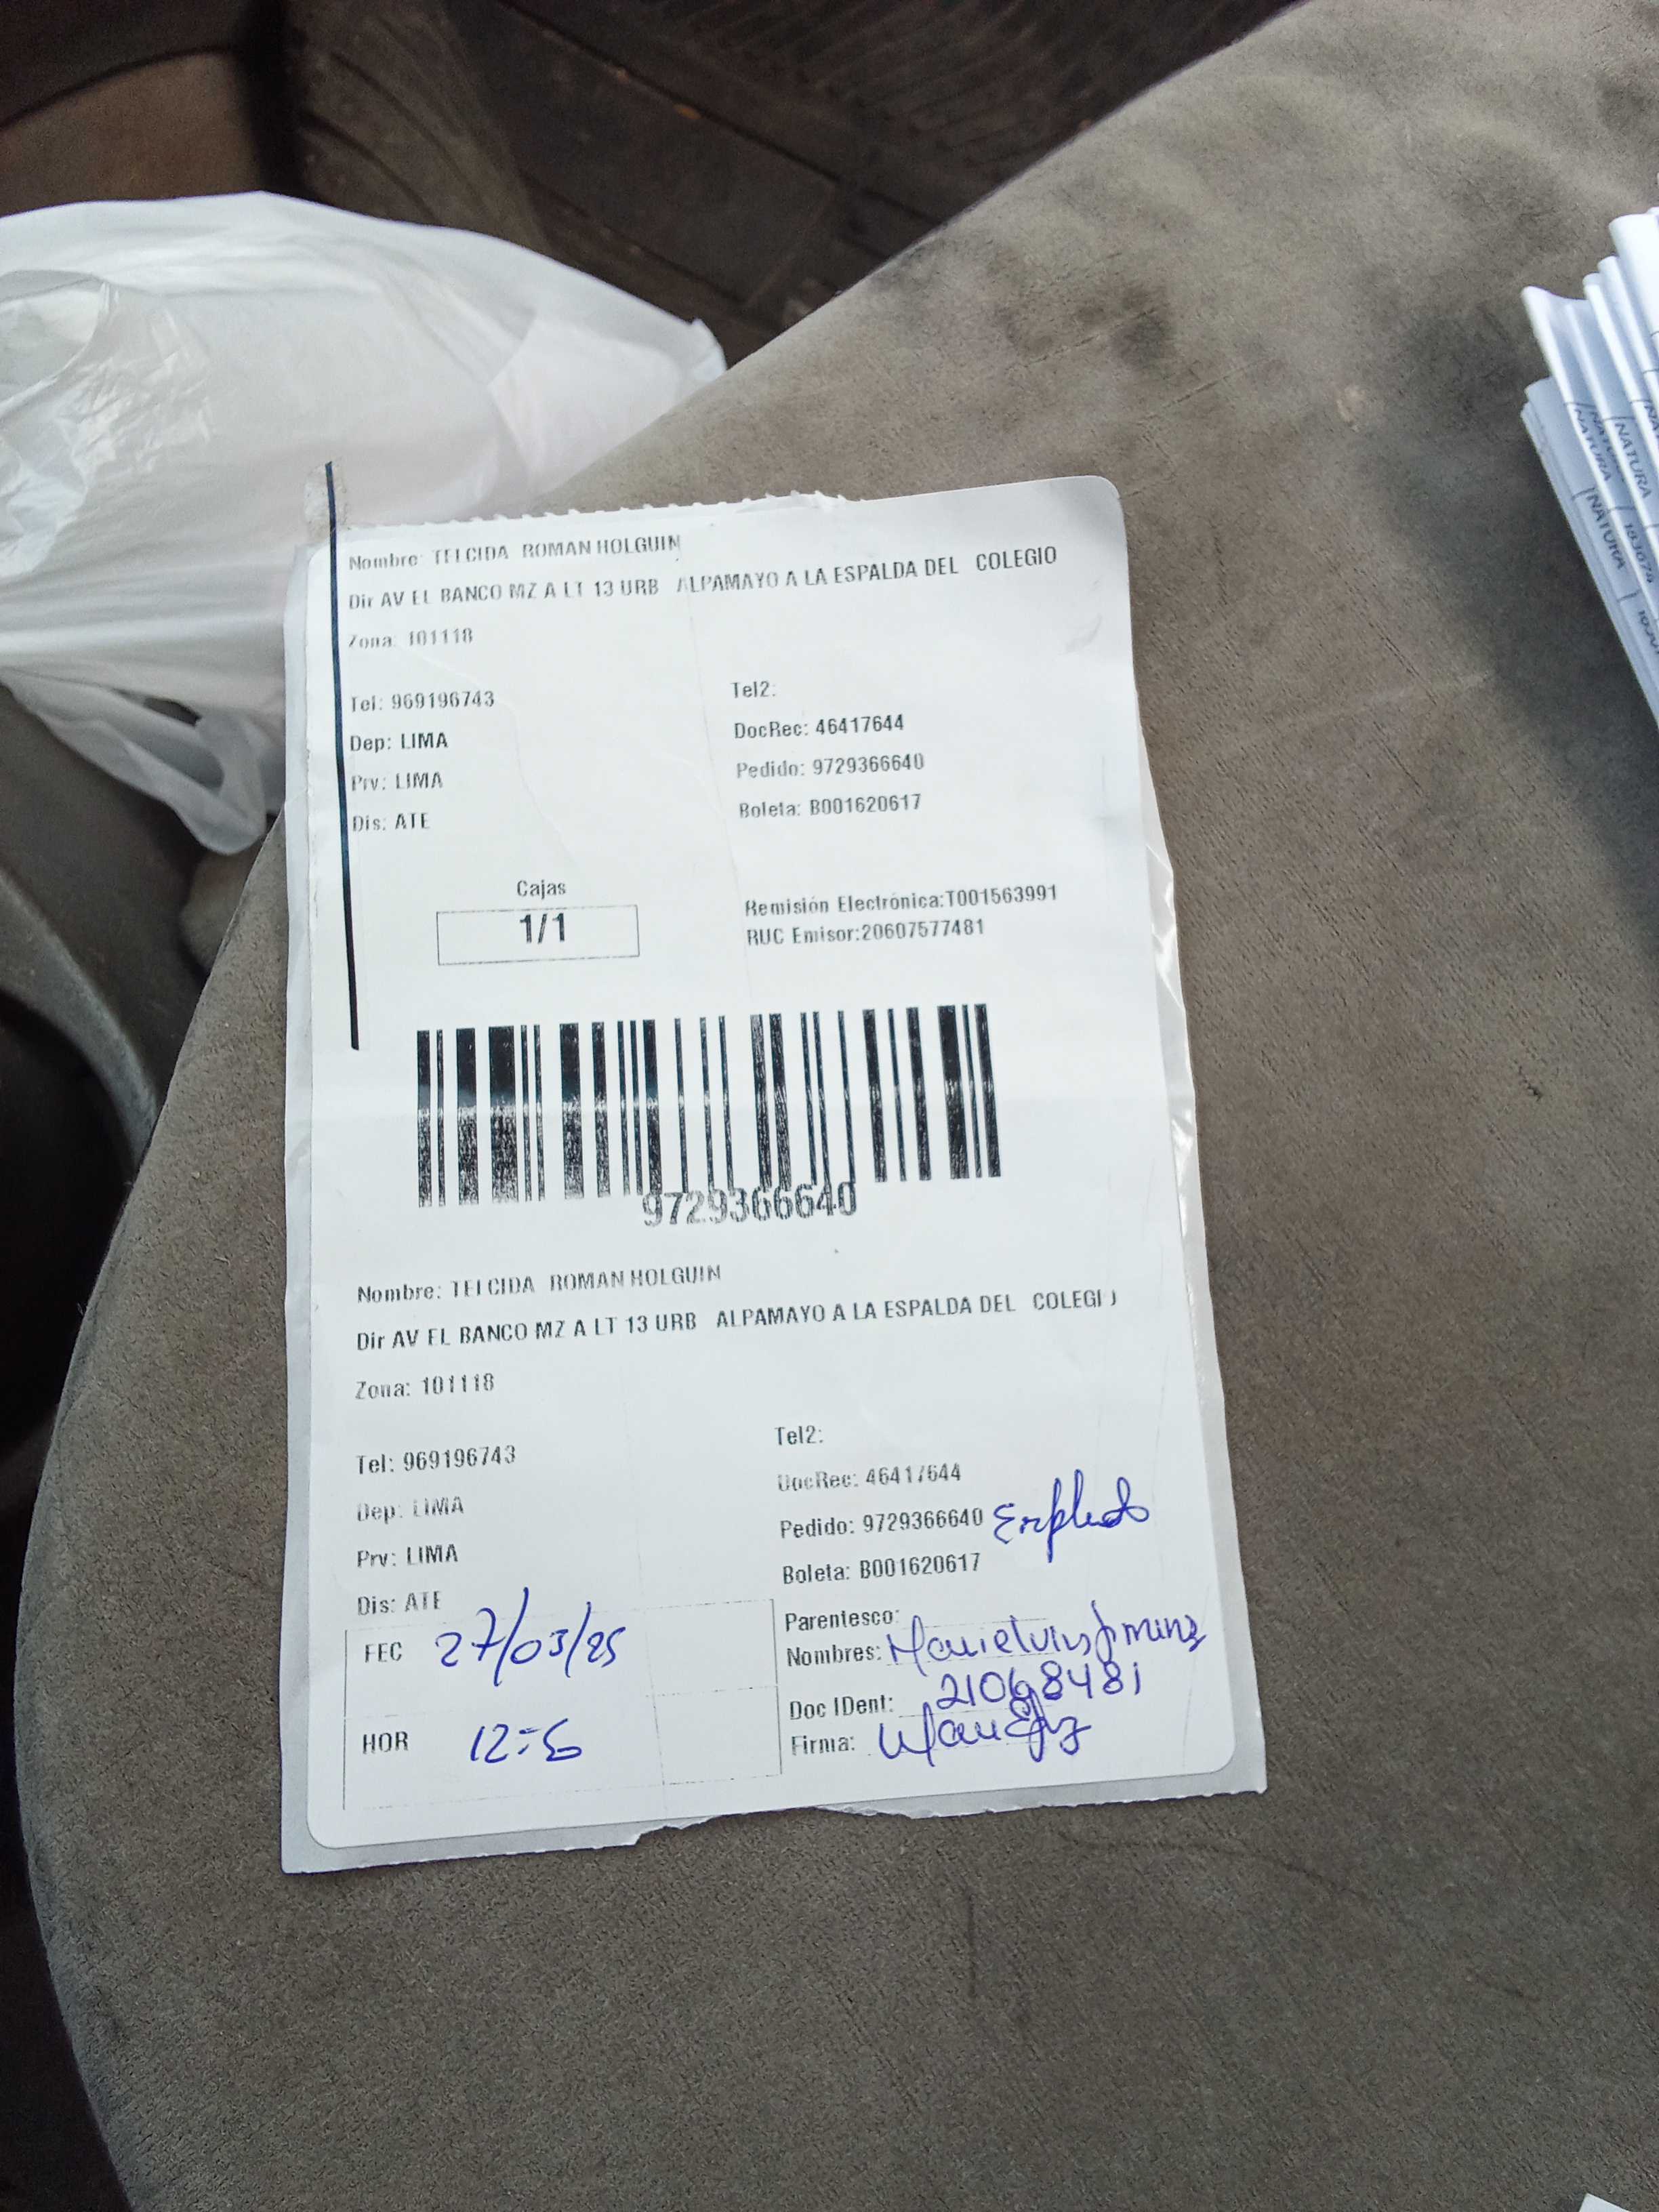 Nombre: TELCIDA ROMAN HOLGUIN
Dir AV EL BANCO MZ A LT 13 URB ALPAMAYO A LA ESPALDA DEL COLEGIO
Zona: 101118
Tel: 969196743
Tel2:
Dep: LIMA
DocRec: 46417644
Prv: LIMA
Pedido: 9729366640
Dis: ATE
Boleta: B001620617
Cajas
1/1
Remisión Electrónica:T001563991
RUC Emisor:20607577481
9729366640
Nombre: TELCIDA ROMAN HOLGUIN
Dir AV EL BANCO MZ A LT 13 URB ALPAMAYO A LA ESPALDA DEL COLEGIO
Zona: 101118
Tel: 969196743
Tel2:
Dep: LIMA
DocRec: 46417644
Prv: LIMA
Pedido: 9729366640
Dis: ATE
Boleta: B001620617
FEC 27/03/25
Parentesco:
Nombres:
Doc IDent: 21068481
HOR
Firma:
NATURA
NATURA
NATURA
NATURA